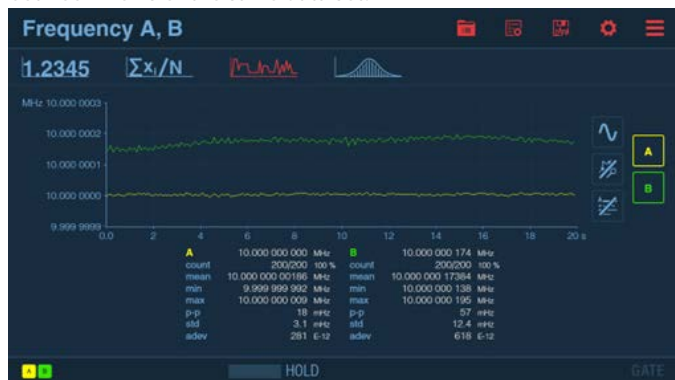 Frequency A, B
1.2345 ∑xᵢ/N
MHz 10.000 0003
10.000 0002
10.000 0001
10.000 0000
9.999 9999
0.0 2 4 6 8 10 12 14 16 18 20 s
A
B
A 10.000 000 000 MHz B 10.000 000 174 MHz
count 200/200 100 % count 200/200 100 %
mean 10.000 000 00186 MHz mean 10.000 000 17364 MHz
min 9.999 999 992 MHz min 10.000 000 138 MHz
max 10.000 000 009 MHz max 10.000 000 195 MHz
p-p 18 mHz p-p 57 mHz
std 3.1 mHz std 12.4 mHz
adev 281 E-12 adev 618 E-12
A B HOLD GATE